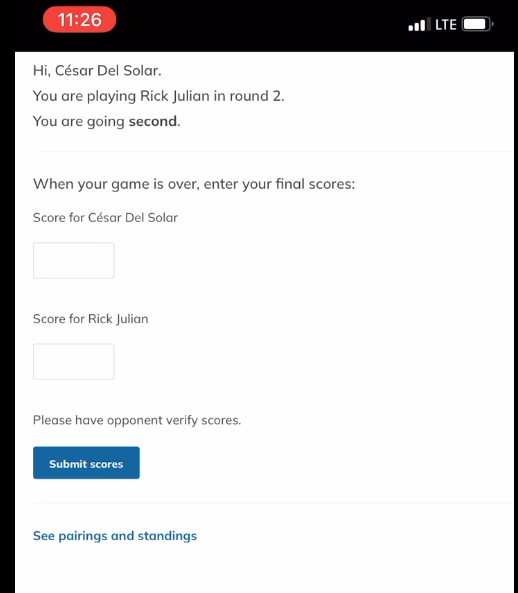 11:26
LTE
Hi, César Del Solar.
You are playing Rick Julian in round 2.
You are going second.
When your game is over, enter your final scores:
Score for César Del Solar
Score for Rick Julian
Please have opponent verify scores.
Submit scores
See pairings and standings